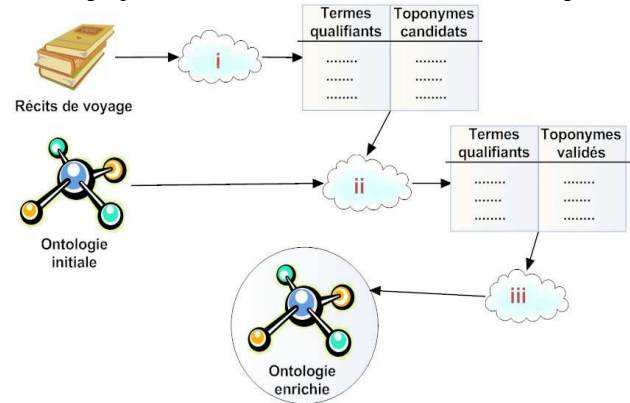 Termes qualifiants
Toponymes candidats
i
........ ........
....... .......
........ ........
Récits de voyage
Termes qualifiants
Toponymes validés
ii
........ ........
....... .......
........ ........
Ontologie
initiale
iii
Ontologie
enrichie